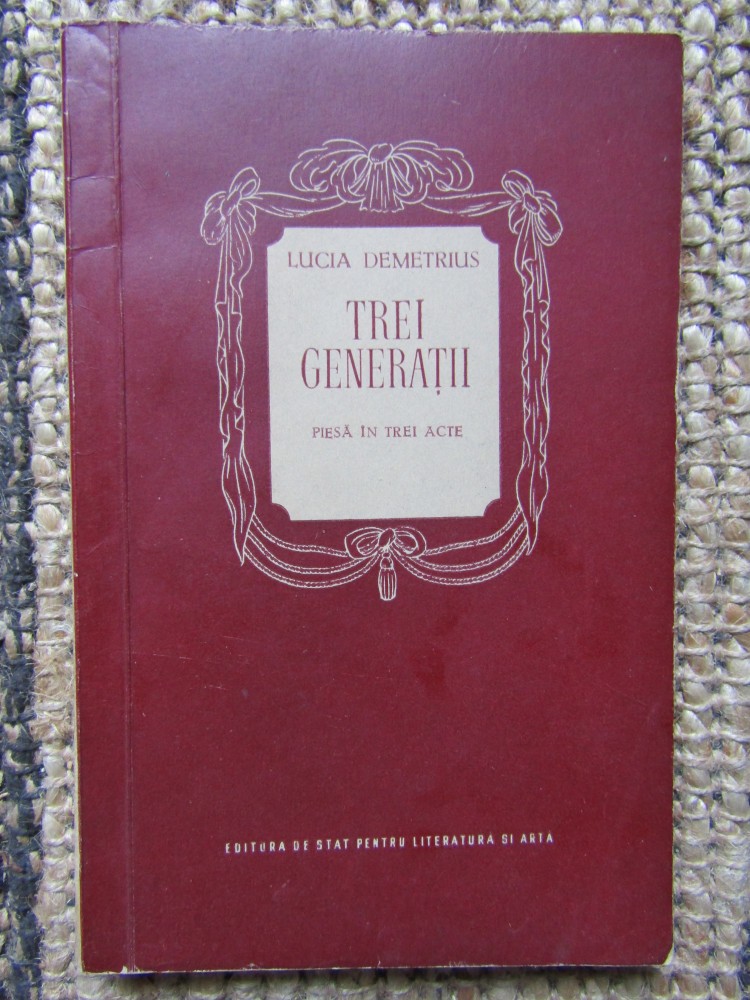 LUCIA DEMETRIUS
TREI
GENERAȚII
PIESĂ ÎN TREI ACTE
EDITURA DE STAT PENTRU LITERATURĂ ȘI ARTĂ